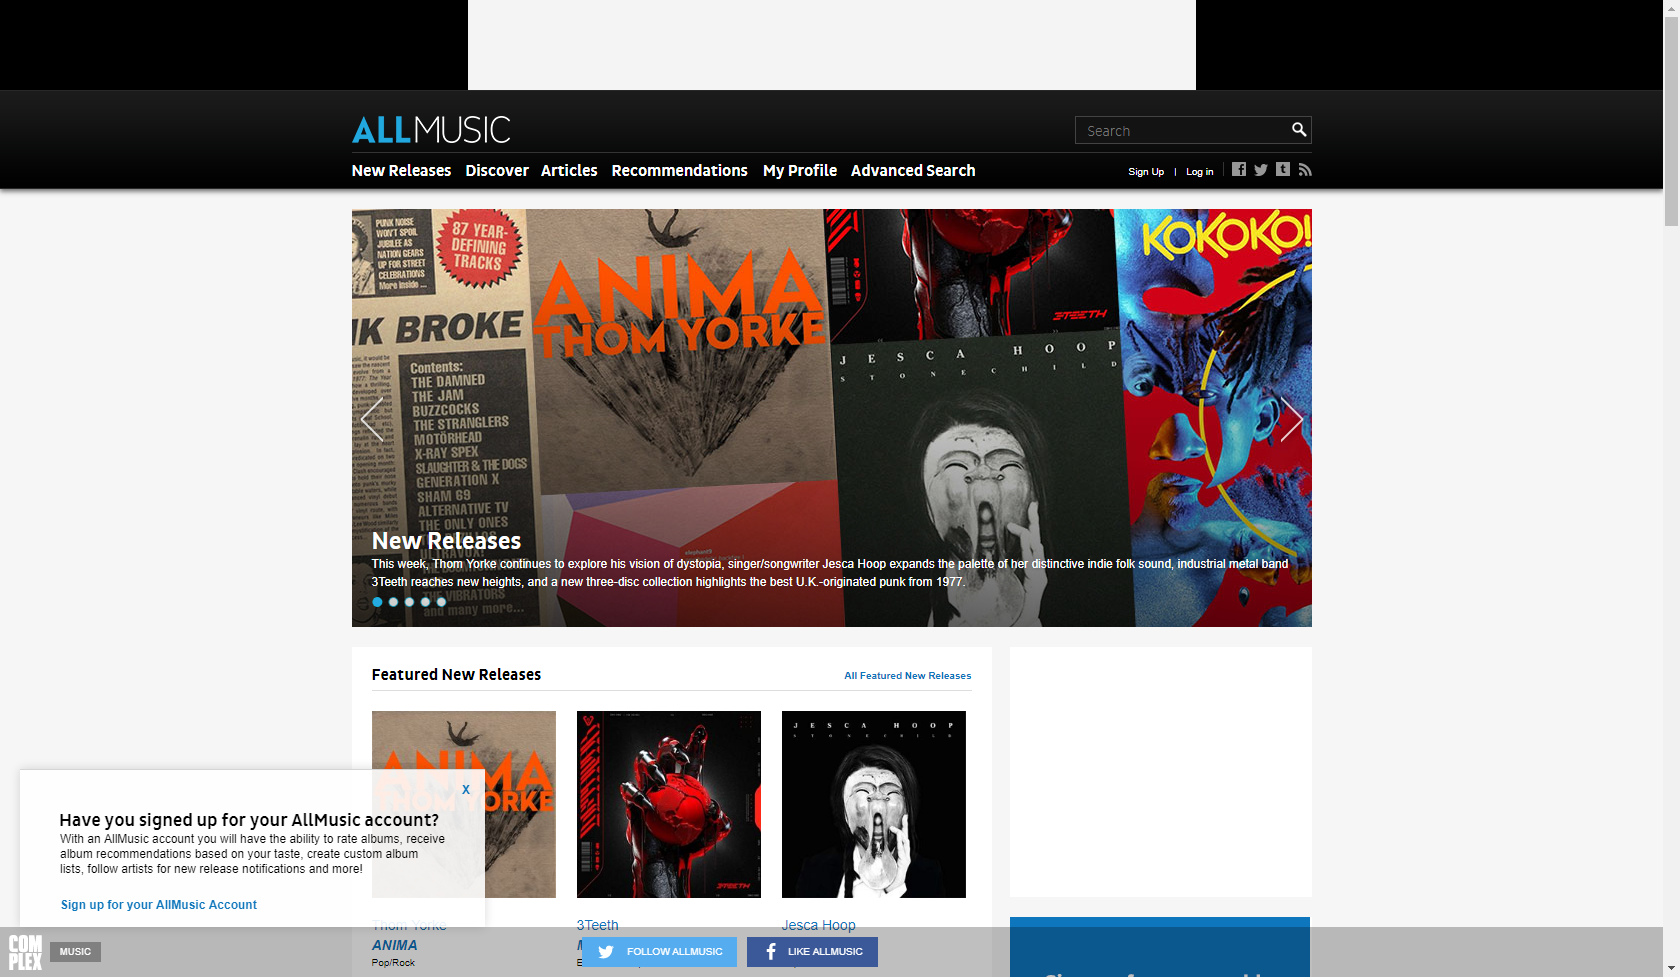 ALLMUSIC
Search
New Releases Discover Articles Recommendations My Profile Advanced Search
Sign Up | Log in
PUNK NOISE
WON'T SPOIL
JUBILEE AS
NATION GEARS
UP FOR STREET
CELEBRATIONS
More inside ...
87 YEAR-
DEFINING
TRACKS
K BROKE
Contents:
THE DAMNED
THE JAM
BUZZCOCKS
THE STRANGLERS
MOTÖRHEAD
X-RAY SPEX
SLAUGHTER & THE DOGS
GENERATION X
SHAM 69
ALTERNATIVE TV
THE ONLY ONES
ULTRAVOX!
THE VIBRATORS
and many more...
ANIMA
THOM YORKE
3TEETH
JESCA HOOP
STONECHILD
KOKOKO!
New Releases
This week, Thom Yorke continues to explore his vision of dystopia, singer/songwriter Jesca Hoop expands the palette of her distinctive indie folk sound, industrial metal band
3Teeth reaches new heights, and a new three-disc collection highlights the best U.K.-originated punk from 1977.
Featured New Releases
All Featured New Releases
ANIMA
THOM YORKE
3TEETH
JESCA HOOP
STONECHILD
Thom Yorke
ANIMA
Pop/Rock
3Teeth
Jesca Hoop
X
Have you signed up for your AllMusic account?
With an AllMusic account you will have the ability to rate albums, receive
album recommendations based on your taste, create custom album
lists, follow artists for new release notifications and more!
Sign up for your AllMusic Account
COM
PLEX
MUSIC
FOLLOW ALLMUSIC
LIKE ALLMUSIC